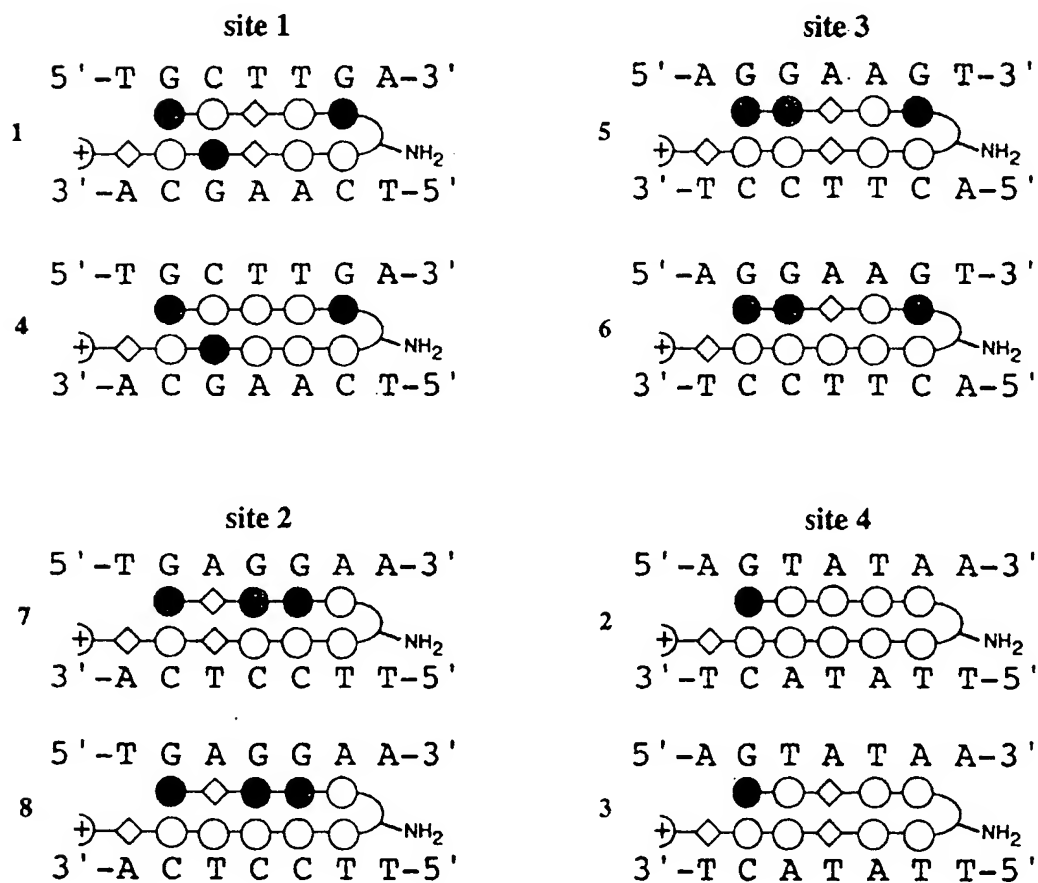 site 1
5'-T G C T T G A-3'
1
+ NH2
3'-A C G A A C T-5'
5'-T G C T T G A-3'
4
+ NH2
3'-A C G A A C T-5'
site 3
5'-A G G A A G T-3'
5
+ NH2
3'-T C C T T C A-5'
5'-A G G A A G T-3'
6
+ NH2
3'-T C C T T C A-5'
site 2
5'-T G A G G A A-3'
7
+ NH2
3'-A C T C C T T-5'
5'-T G A G G A A-3'
8
+ NH2
3'-A C T C C T T-5'
site 4
5'-A G T A T A A-3'
2
+ NH2
3'-T C A T A T T-5'
5'-A G T A T A A-3'
3
+ NH2
3'-T C A T A T T-5'